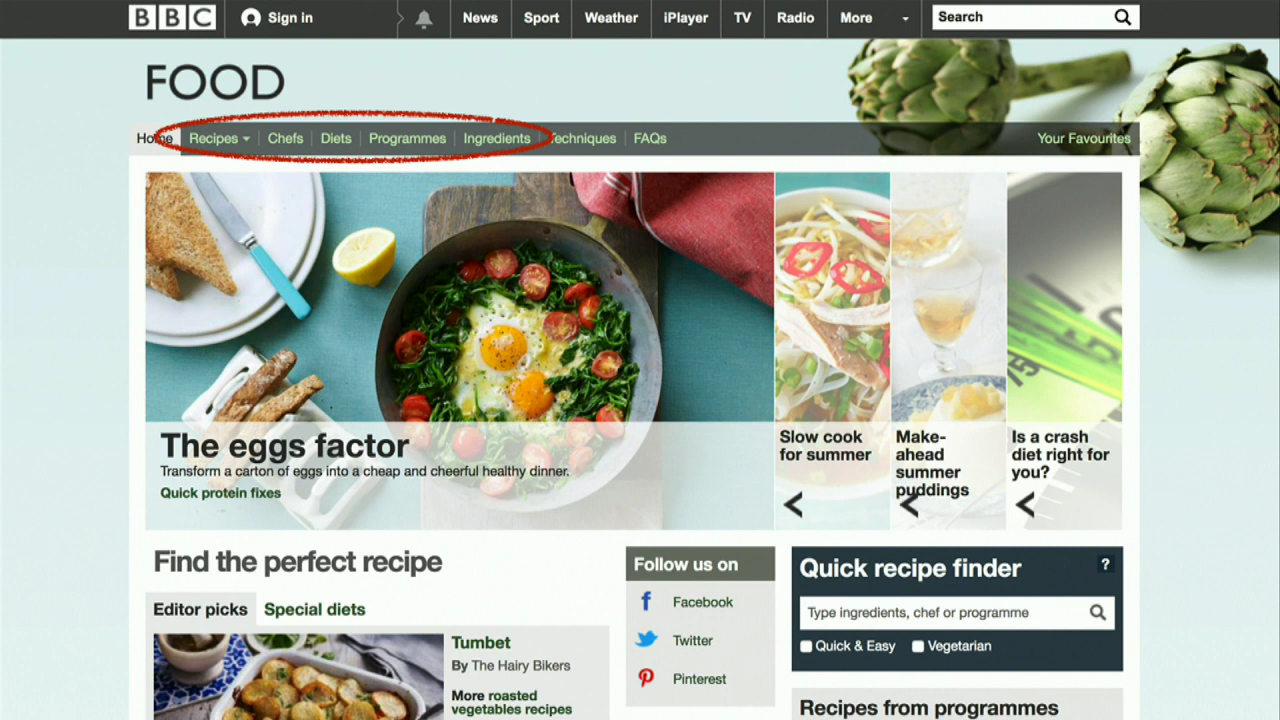 BBC Sign in News Sport Weather iPlayer TV Radio More Search
FOOD
Home Recipes Chefs Diets Programmes Ingredients Techniques FAQs Your Favourites
The eggs factor
Transform a carton of eggs into a cheap and cheerful healthy dinner.
Quick protein fixes
Slow cook
for summer
Make-
ahead
summer
puddings
Is a crash
diet right for
you?
75
Find the perfect recipe
Editor picks Special diets
Tumbet
By The Hairy Bikers
More roasted
vegetables recipes
Follow us on
Facebook
Twitter
Pinterest
Quick recipe finder ?
Type ingredients, chef or programme
Quick & Easy Vegetarian
Recipes from programmes